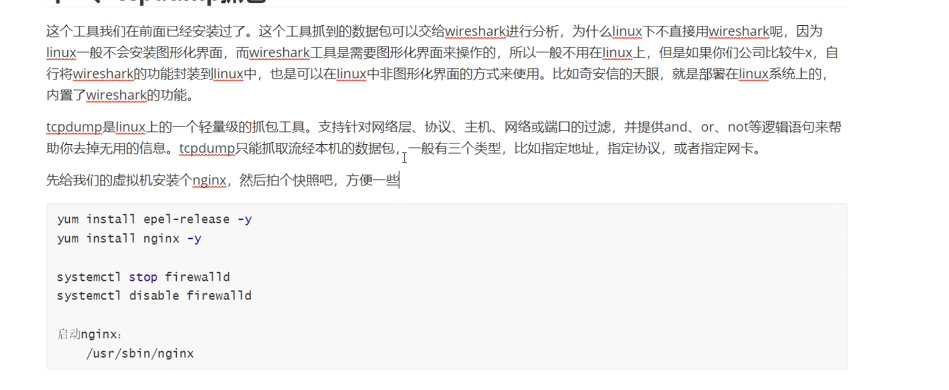 tcpdump抓包
这个工具我们在前面已经安装过了。这个工具抓到的数据包可以交给wireshark进行分析，为什么linux下不直接用wireshark呢，因为
linux一般不会安装图形化界面，而wireshark工具是需要图形化界面来操作的，所以一般不用在linux上，但是如果你们公司比较牛x，自
行将wireshark的功能封装到linux中，也是可以在linux中非图形化界面的方式来使用。比如奇安信的天眼，就是部署在linux系统上的，
内置了wireshark的功能。
tcpdump是linux上的一个轻量级的抓包工具。支持针对网络层、协议、主机、网络或端口的过滤，并提供and、or、not等逻辑语句来帮
助你去掉无用的信息。tcpdump只能抓取流经本机的数据包，一般有三个类型，比如指定地址，指定协议，或者指定网卡。
先给我们的虚拟机安装个nginx，然后拍个快照吧，方便一些
yum install epel-release -y
yum install nginx -y
systemctl stop firewalld
systemctl disable firewalld
启动nginx：
/usr/sbin/nginx